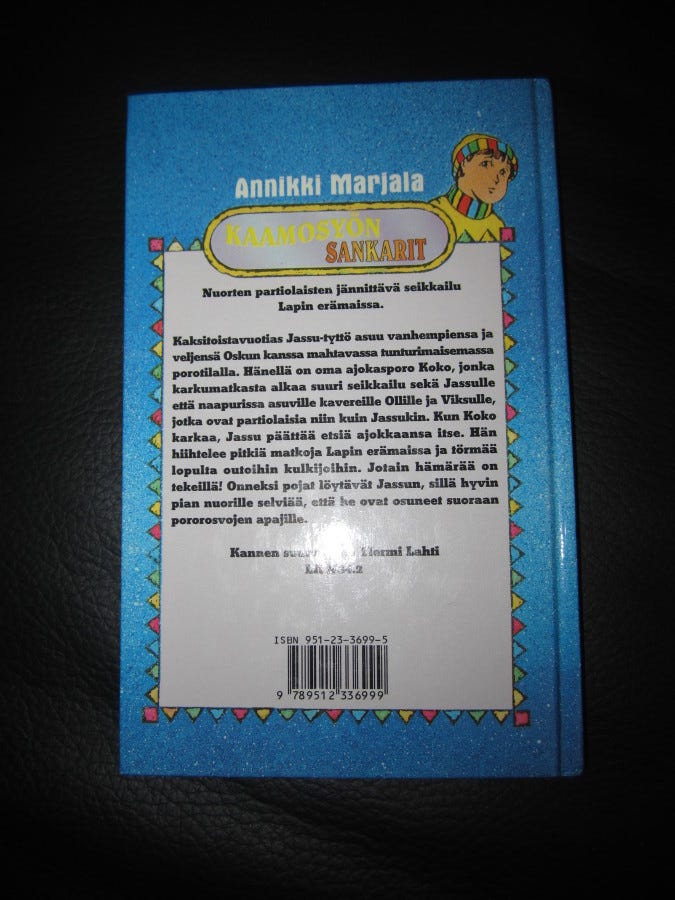 Annikki Marjala
KAAMOSYÖN
SANKARIT
Nuorten partiolaisten jännittävä seikkailu
Lapin erämaissa.
Kaksitoistavuotias Jassu-tyttö asuu vanhempiensa ja
veljensä Oskun kanssa mahtavassa tunturimaisemassa
porotilalla. Hänellä on oma ajokasporo Koko, jonka
karkumatkasta alkaa suuri seikkailu sekä Jassulle
että naapurissa asuville kavereille Ollille ja Viksulle,
jotka ovat partiolaisia niin kuin Jassukin. Kun Koko
karkaa, Jassu päättää etsiä ajokkaansa itse. Hän
hiihtelee pitkiä matkoja Lapin erämaissa ja törmää
lopulta outoihin kulkijoihin. Jotain hämärää on
tekeillä! Onneksi pojat löytävät Jassun, sillä hyvin
pian nuorille selviää, että he ovat osuneet suoraan
pororosvojen apajille.
Kannen Hormi Lahti
ISBN 951-23-3699-5
9 789512 336999